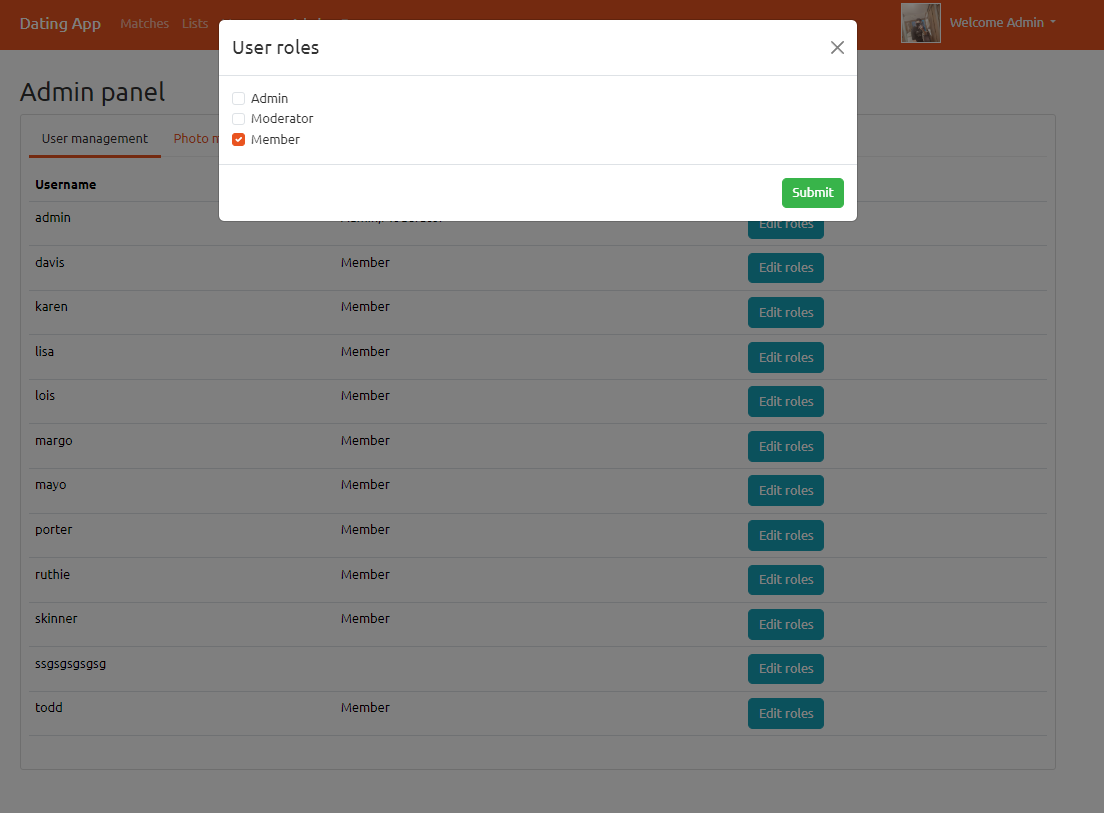 Dating App Matches Lists Welcome Admin
User roles
Admin panel
Admin
Moderator
Member
User management Photo
Username
Submit
admin Edit roles
davis Member Edit roles
karen Member Edit roles
lisa Member Edit roles
lois Member Edit roles
margo Member Edit roles
mayo Member Edit roles
porter Member Edit roles
ruthie Member Edit roles
skinner Member Edit roles
ssgsgsgsgsg Edit roles
todd Member Edit roles